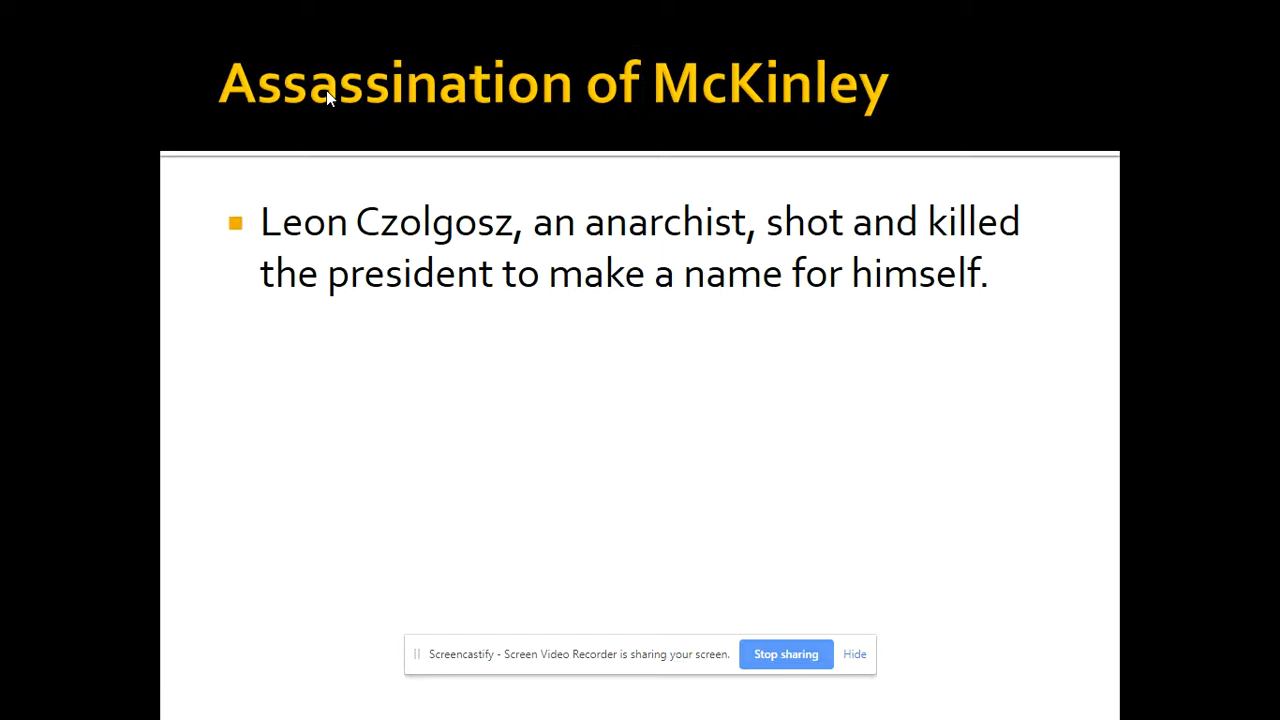 Assassination of McKinley
Leon Czolgosz, an anarchist, shot and killed
the president to make a name for himself.
Screencastify - Screen Video Recorder is sharing your screen. Stop sharing Hide